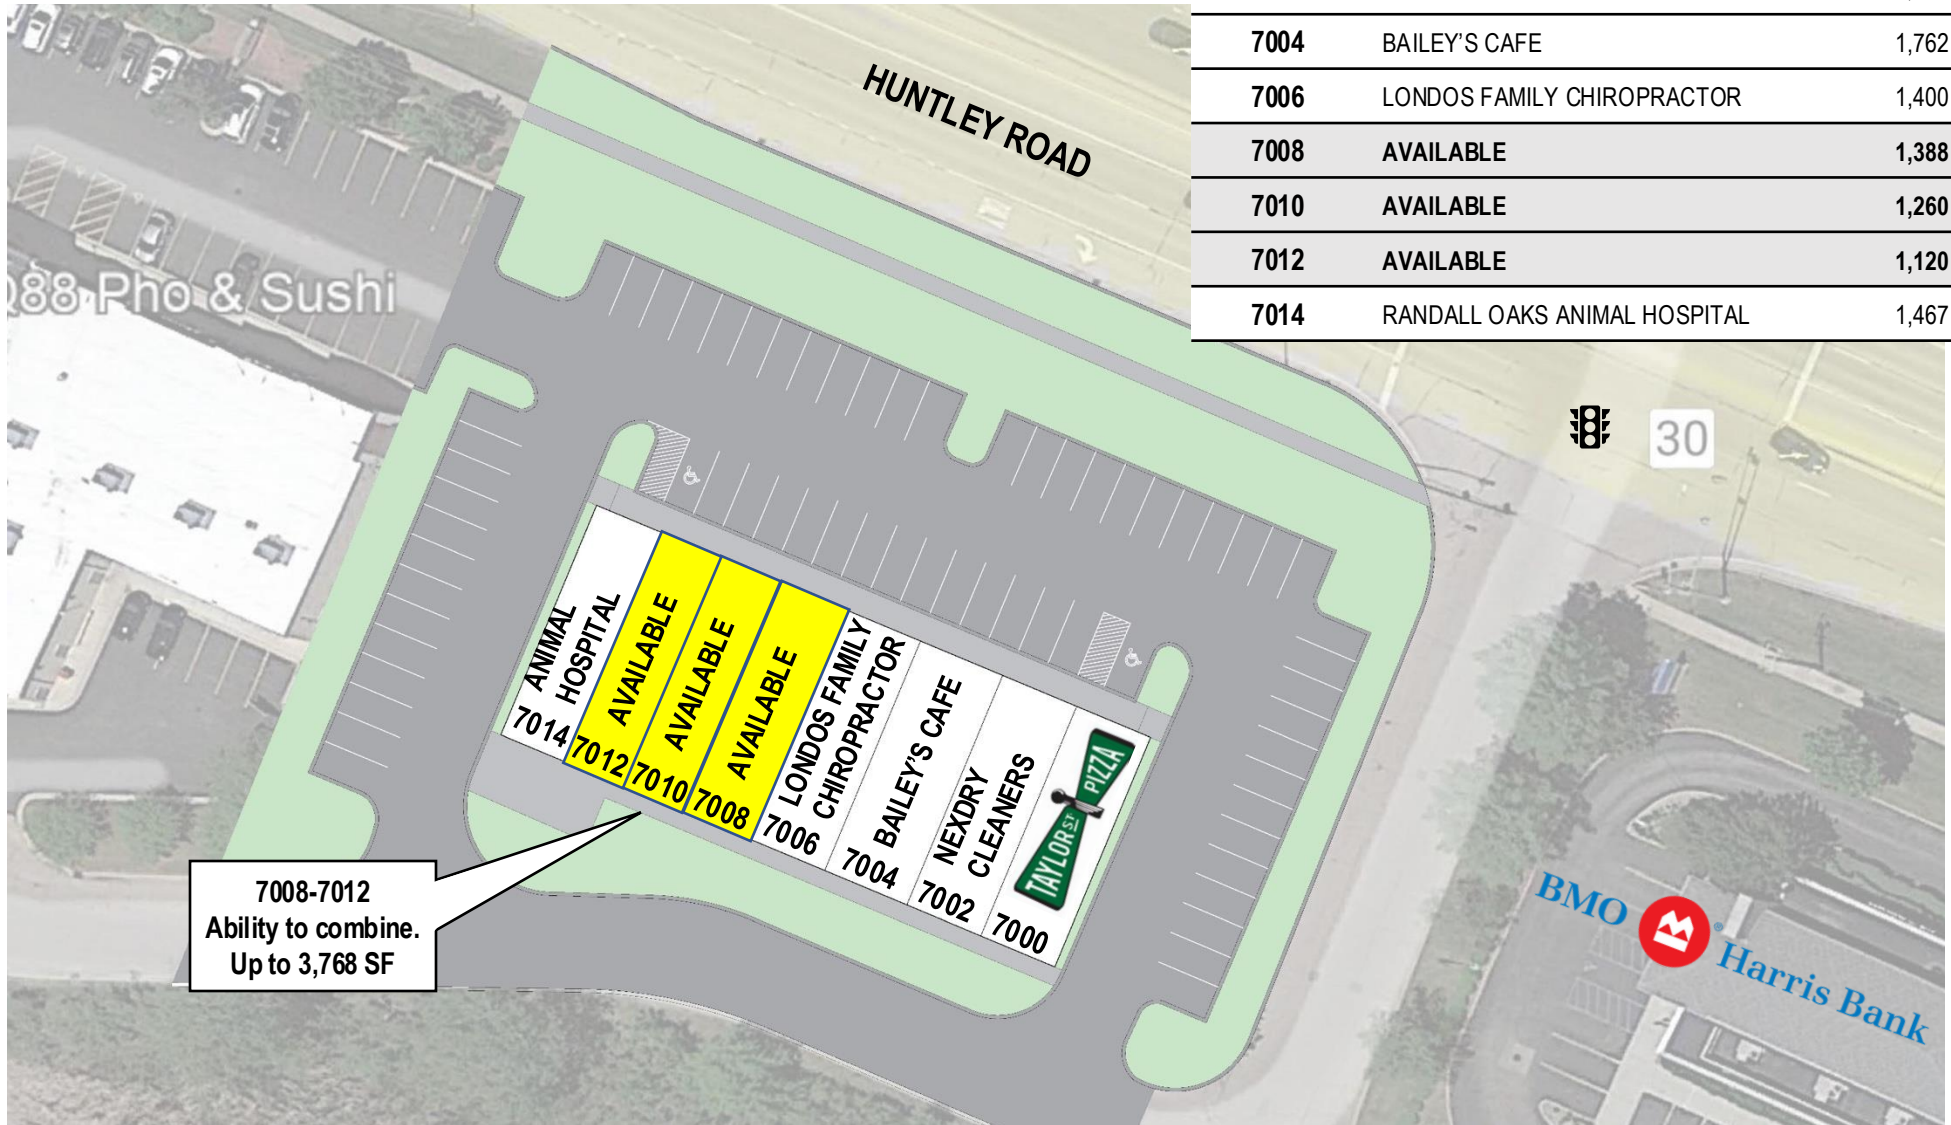 7004 BAILEY'S CAFE 1,762
7006 LONDOS FAMILY CHIROPRACTOR 1,400
7008 AVAILABLE 1,388
7010 AVAILABLE 1,260
7012 AVAILABLE 1,120
7014 RANDALL OAKS ANIMAL HOSPITAL 1,467
HUNTLEY ROAD
88 Pho & Sushi
30
ANIMAL
HOSPITAL
7014
AVAILABLE
7012
AVAILABLE
7010
AVAILABLE
7008
LONDOS FAMILY
CHIROPRACTOR
7006
BAILEY'S CAFE
7004
NEXDRY
CLEANERS
7002
TAYLOR ST. PIZZA
7000
7008-7012
Ability to combine.
Up to 3,768 SF
BMO Harris Bank